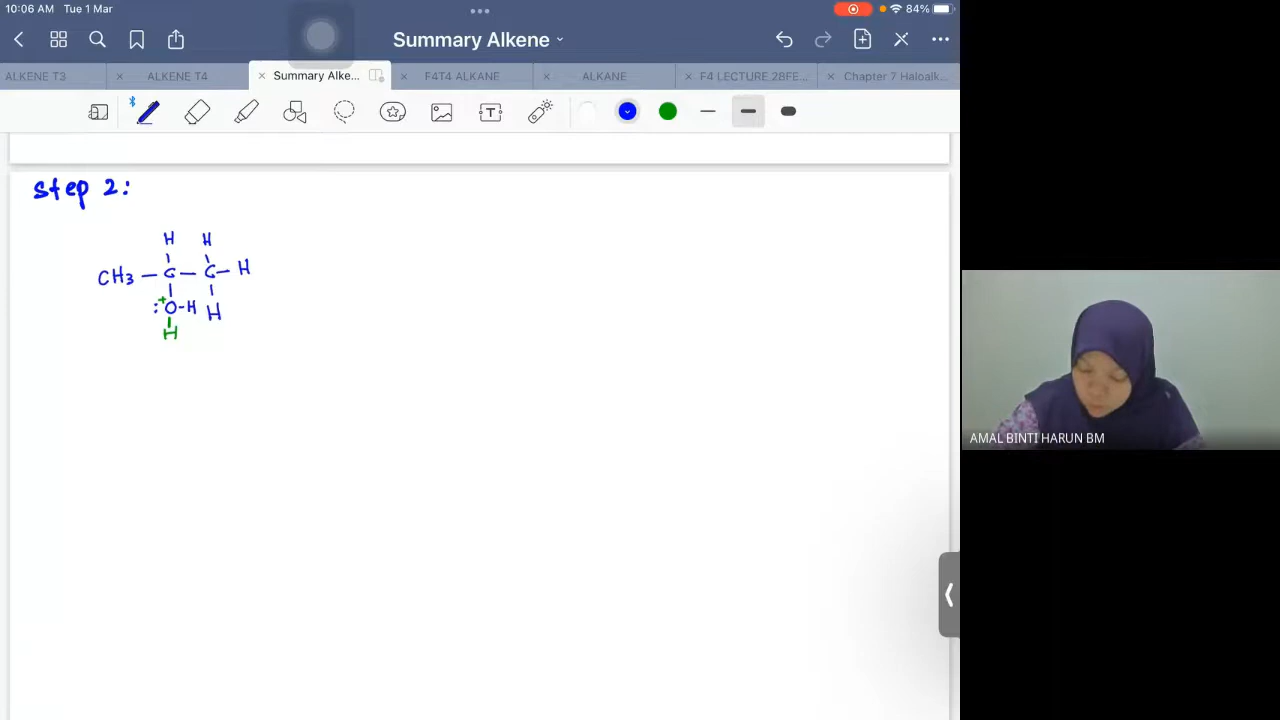 10:06 AM Tue 1 Mar
84%
Summary Alkene
ALKENE T3
ALKENE T4
Summary Alke...
F4T4 ALKANE
ALKANE
F4 LECTURE 28FE...
Chapter 7 Haloalk...
T
step 2:
H H
CH3 — C — C — H
+
:O-H H
H
AMAL BINTI HARUN BM